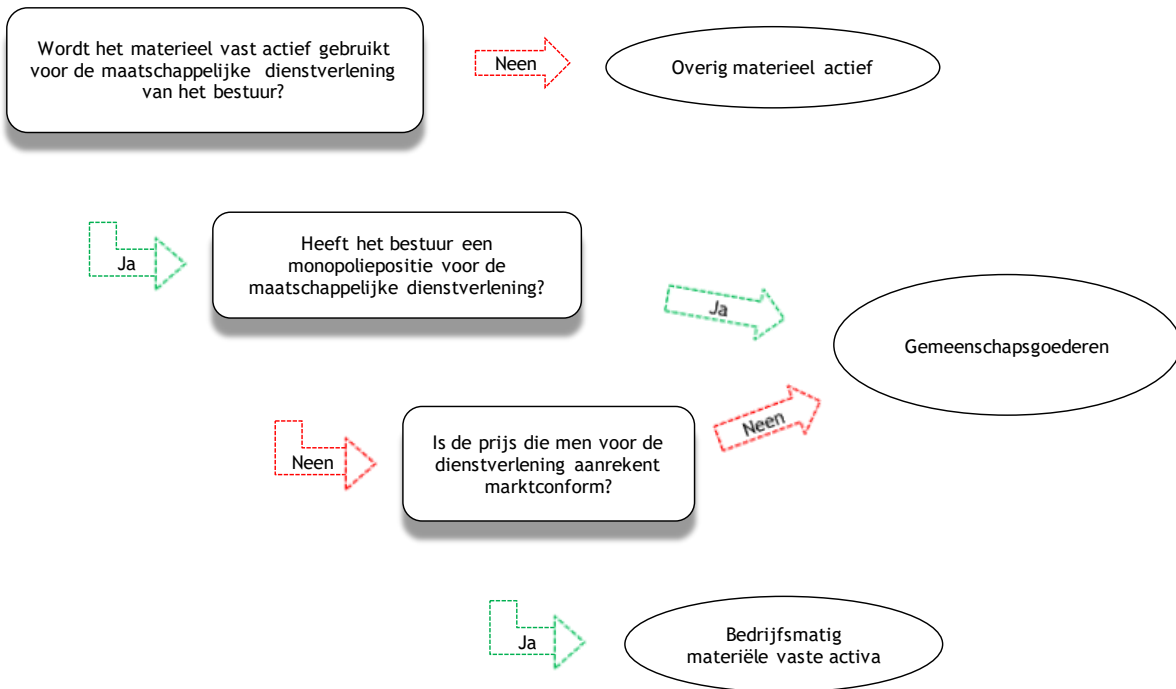 Wordt het materieel vast actief gebruikt
voor de maatschappelijke dienstverlening
van het bestuur?
Neen
Overig materieel actief
Ja
Heeft het bestuur een
monopoliepositie voor de
maatschappelijke dienstverlening?
Ja
Gemeenschapsgoederen
Neen
Is de prijs die men voor de
dienstverlening aanrekent
marktconform?
Neen
Ja
Bedrijfsmatig
materiële vaste activa